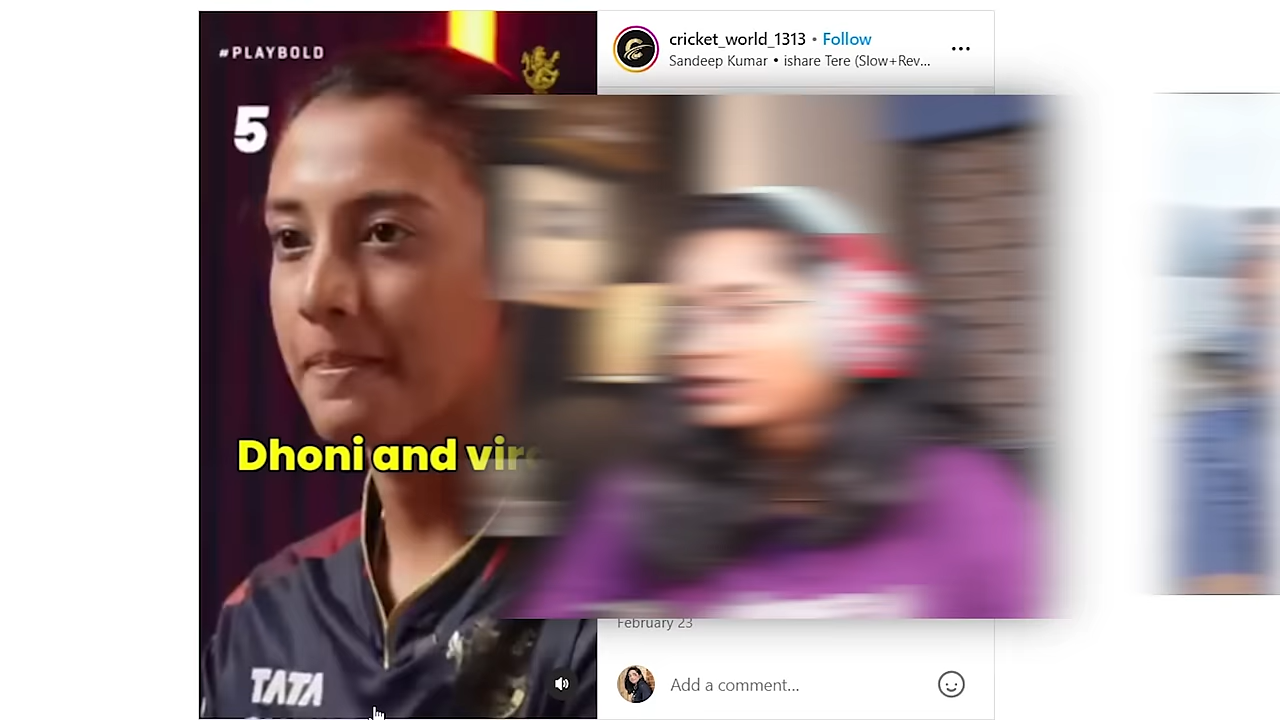 #PLAYBOLD
5
Dhoni and vir
TATA
cricket_world_1313 • Follow
Sandeep Kumar • ishare Tere (Slow+Rev...
February 23
Add a comment...